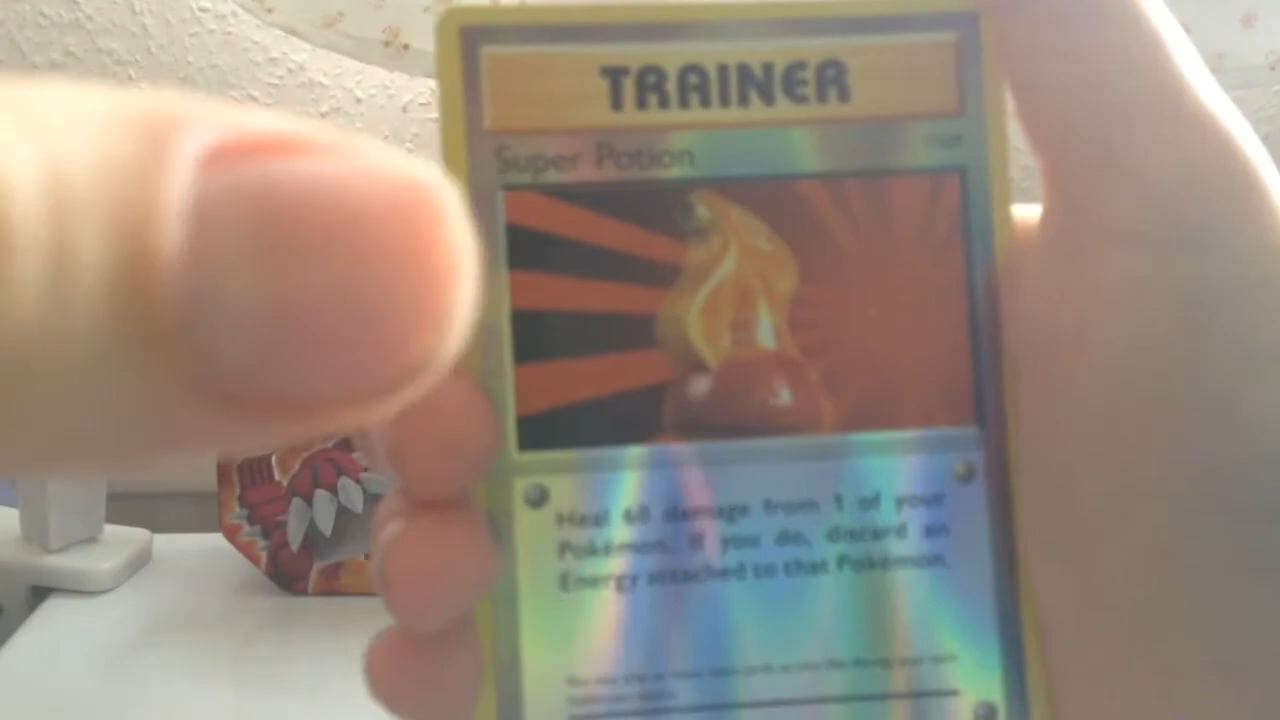 TRAINER
Super Potion
Heal 60 damage from 1 of your
Pokémon. If you do, discard an
Energy attached to that Pokémon.